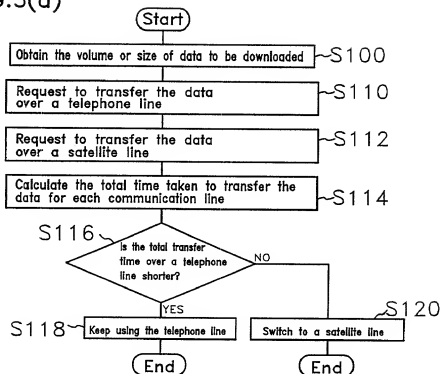 Start
Obtain the volume or size of data to be downloaded
S100
Request to transfer the data
over a telephone line
S110
Request to transfer the data
over a satellite line
S112
Calculate the total time taken to transfer the
data for each communication line
S114
S116
Is the total transfer
time over a telephone
line shorter?
NO
YES
S118
Keep using the telephone line
S120
Switch to a satellite line
End
End